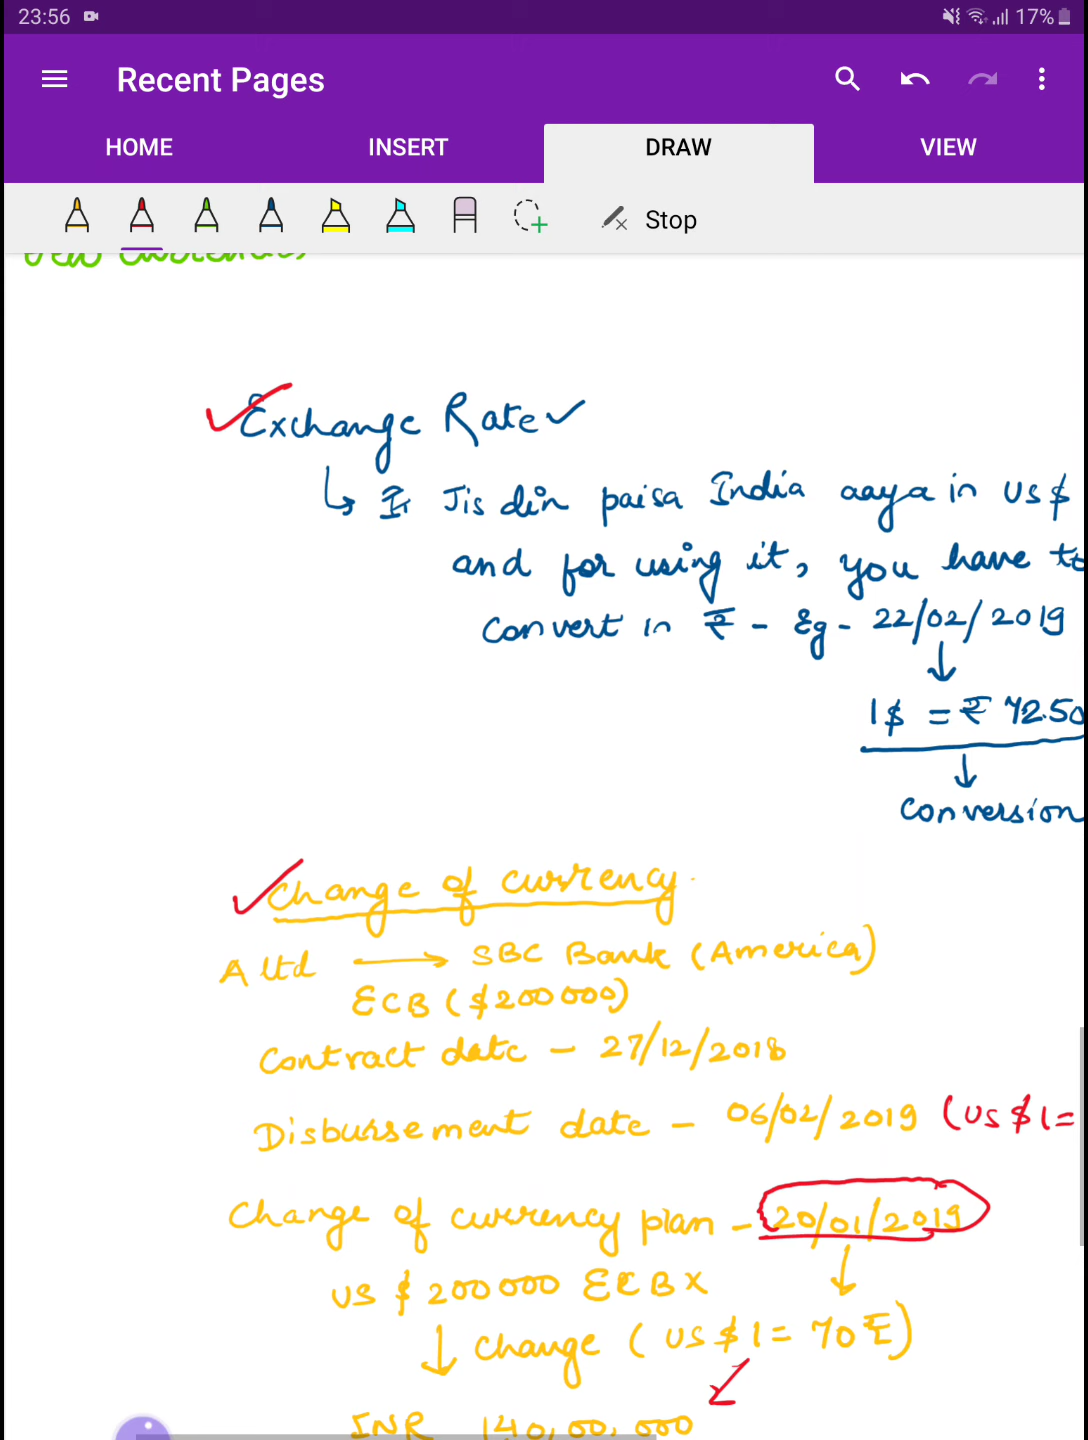 23:56 17%
Recent Pages
HOME INSERT DRAW VIEW
Stop
Exchange Rate
Jis din paisa India aaya in US $
and for using it, you have to
convert in ₹ - Eg - 22/02/2019
1$ = ₹ 72.50
Conversion
Change of currency.
A ltd → SBC Bank (America)
ECB ($200000)
Contract date - 27/12/2018
Disbursement date - 06/02/2019 (US $1=
Change of currency plan - 20/01/2019
US $ 200000 ECB X
↓ Change (US $1 = 70₹)
INR 140,00,000